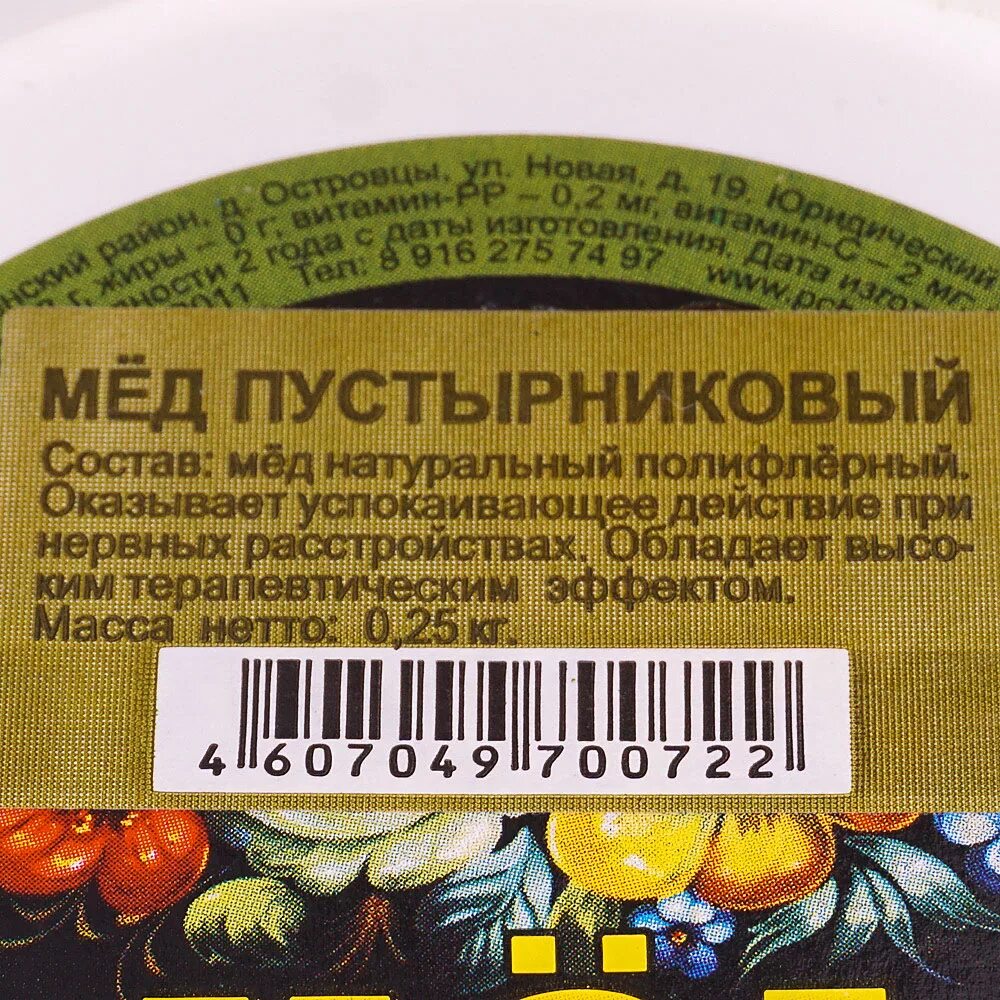 нский район, д. Островцы, ул. Новая, д. 19. Юридический
г, жиры – 0 г; витамин-РР – 0,2 мг, витамин-С – 2 мг
ности 2 года с даты изготовления. Дата изгот
2011 Тел: 8 916 275 74 97 www.pch
МЁД ПУСТЫРНИКОВЫЙ
Состав: мёд натуральный полифлёрный.
Оказывает успокаивающее действие при
нервных расстройствах. Обладает высо-
ким терапевтическим эффектом.
Масса нетто: 0,25 кг.
4 607049 700722